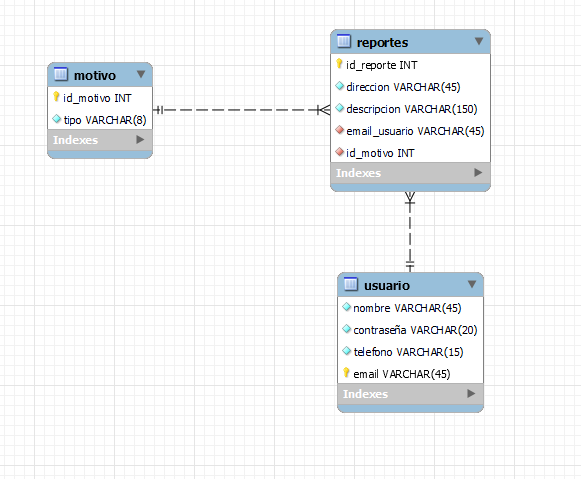 motivo
id_motivo INT
tipo VARCHAR(8)
Indexes
reportes
id_reporte INT
direccion VARCHAR(45)
descripcion VARCHAR(150)
email_usuario VARCHAR(45)
id_motivo INT
Indexes
usuario
nombre VARCHAR(45)
contraseña VARCHAR(20)
telefono VARCHAR(15)
email VARCHAR(45)
Indexes